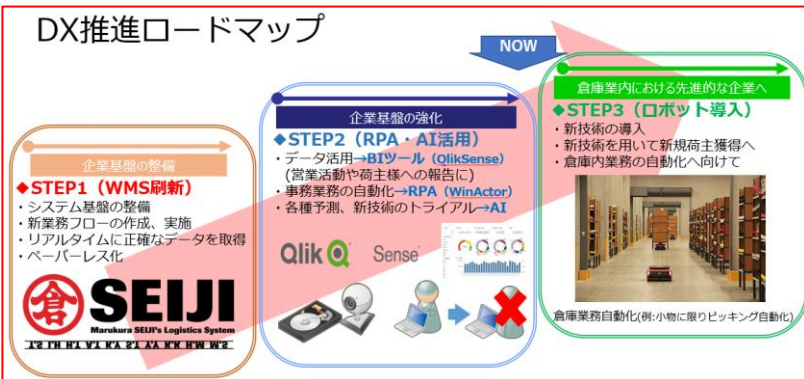 DX推進ロードマップ
NOW
企業基盤の整備
◆STEP1（WMS刷新）
・システム基盤の整備
・新業務フローの作成、実施
・リアルタイムに正確なデータを取得
・ペーパーレス化
倉
SEIJI
Marukura SEIJI's Logistics System
企業基盤の強化
◆STEP2（RPA・AI活用）
・データ活用→BIツール（QlikSense）
(営業活動や荷主様への報告に)
・事務業務の自動化→RPA（WinActor）
・各種予測、新技術のトライアル→AI
Qlik Sense
倉庫業内における先進的な企業へ
◆STEP3（ロボット導入）
・新技術の導入
・新技術を用いて新規荷主獲得へ
・倉庫内業務の自動化へ向けて
倉庫業務自動化(例:小物に限りピッキング自動化)